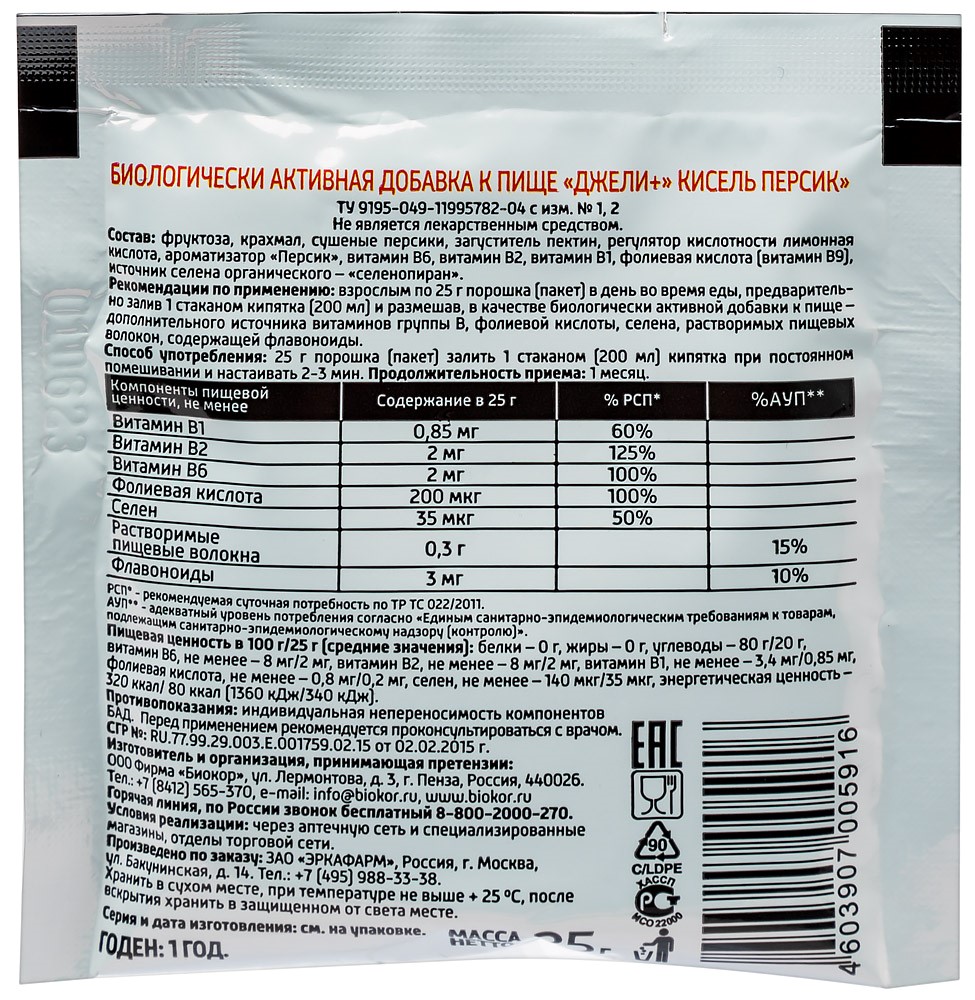 БИОЛОГИЧЕСКИ АКТИВНАЯ ДОБАВКА К ПИЩЕ «ДЖЕЛИ+» КИСЕЛЬ ПЕРСИК»
ТУ 9195-049-11995782-04 с изм. № 1, 2
Не является лекарственным средством.
Состав: фруктоза, крахмал, сушеные персики, загуститель пектин, регулятор кислотности лимонная
кислота, ароматизатор «Персик», витамин В6, витамин В2, витамин В1, фолиевая кислота (витамин В9),
источник селена органического – «селенопиран».
Рекомендации по применению: взрослым по 25 г порошка (пакет) в день во время еды, предваритель-
но залив 1 стаканом кипятка (200 мл) и размешав, в качестве биологически активной добавки к пище –
дополнительного источника витаминов группы В, фолиевой кислоты, селена, растворимых пищевых
волокон, содержащей флавоноиды.
Способ употребления: 25 г порошка (пакет) залить 1 стаканом (200 мл) кипятка при постоянном
помешивании и настаивать 2-3 мин. Продолжительность приема: 1 месяц.
Компоненты пищевой
ценности, не менее
Содержание в 25 г
% РСП*
%АУП**
Витамин В1 0,85 мг 60%
Витамин В2 2 мг 125%
Витамин В6 2 мг 100%
Фолиевая кислота 200 мкг 100%
Селен 35 мкг 50%
Растворимые
пищевые волокна 0,3 г 15%
Флавоноиды 3 мг 10%
РСП* - рекомендуемая суточная потребность по ТР ТС 022/2011.
АУП** - адекватный уровень потребления согласно «Единым санитарно-эпидемиологическим требованиям к товарам,
подлежащим санитарно-эпидемиологическому надзору (контролю)».
Пищевая ценность в 100 г/25 г (средние значения): белки – 0 г, жиры – 0 г, углеводы – 80 г/20 г,
витамин В6, не менее – 8 мг/2 мг, витамин В2, не менее – 8 мг/2 мг, витамин В1, не менее – 3,4 мг/0,85 мг,
фолиевая кислота, не менее – 0,8 мг/0,2 мг, селен, не менее – 140 мкг/35 мкг, энергетическая ценность –
320 ккал/ 80 ккал (1360 кДж/340 кДж).
Противопоказания: индивидуальная непереносимость компонентов
БАД. Перед применением рекомендуется проконсультироваться с врачом.
СГР №: RU.77.99.29.003.E.001759.02.15 от 02.02.2015 г.
Изготовитель и организация, принимающая претензии:
ООО Фирма «Биокор», ул. Лермонтова, д. 3, г. Пенза, Россия, 440026.
Тел.: +7 (8412) 565-370, e-mail: info@biokor.ru, www.biokor.ru
Горячая линия, по России звонок бесплатный 8-800-2000-270.
Условия реализации: через аптечную сеть и специализированные
магазины, отделы торговой сети.
Произведено по заказу: ЗАО «ЭРКАФАРМ», Россия, г. Москва,
ул. Бакунинская, д. 14. Тел.: +7 (495) 988-33-38.
Хранить в сухом месте, при температуре не выше + 25 ºС, после
вскрытия хранить в защищенном от света месте.
Серия и дата изготовления: см. на упаковке.
ГОДЕН: 1 ГОД.
МАССА
НЕТТО 25 г
EAC
90
C/LDPE
ХАССП
РСТ
ИСО 22000
4603907005916
010623